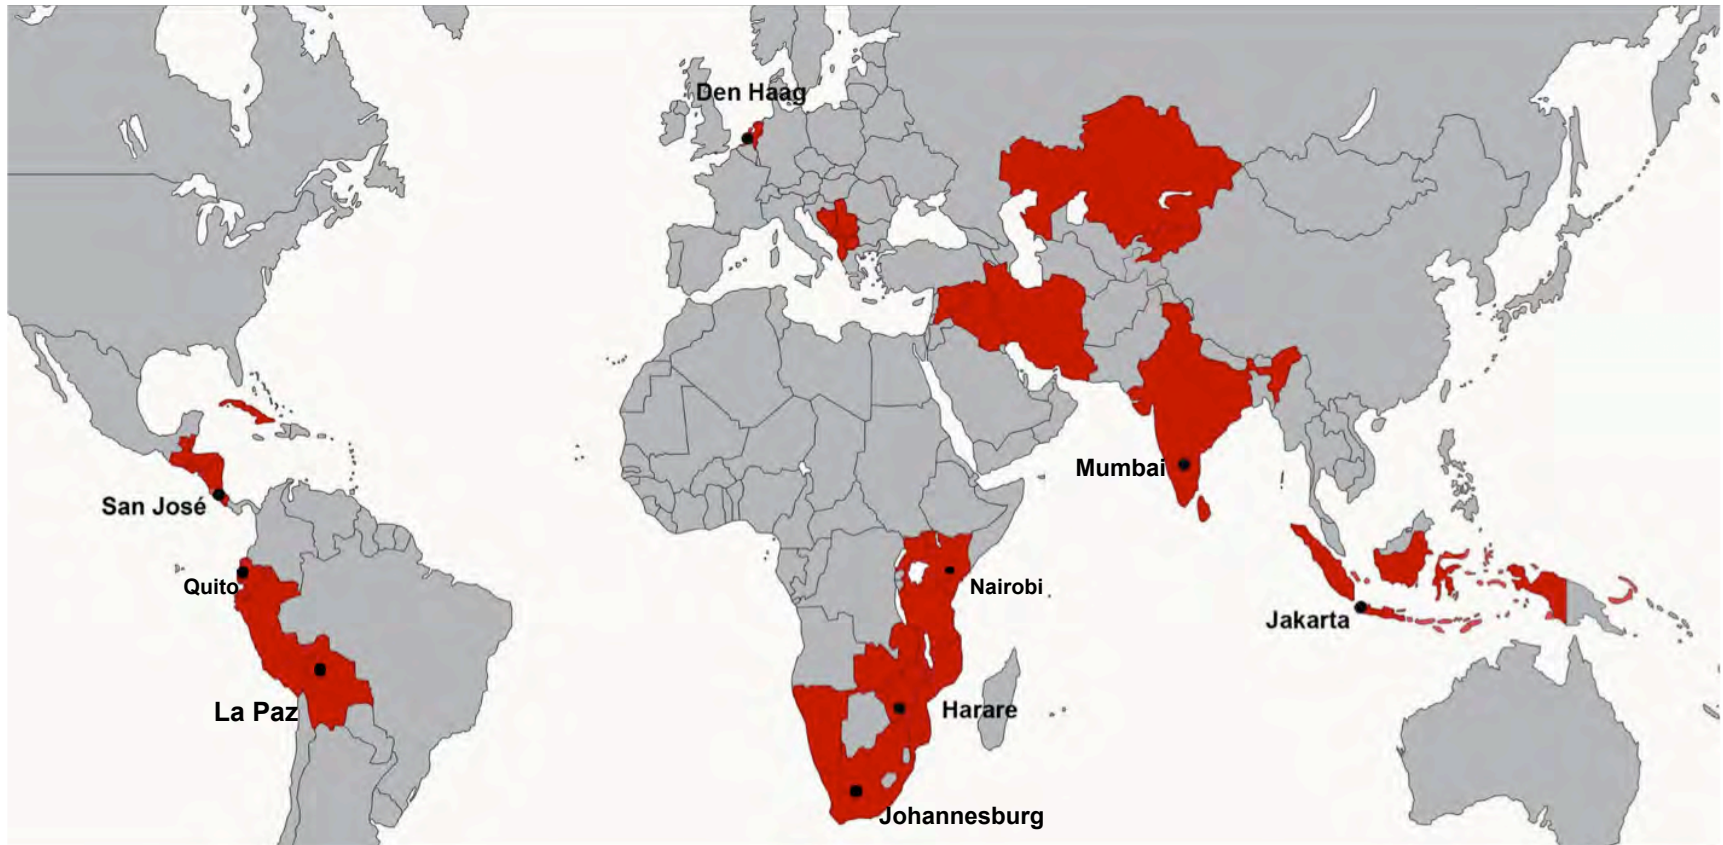 Den Haag
Mumbai
San José
Quito
Nairobi
Jakarta
La Paz
Harare
Johannesburg